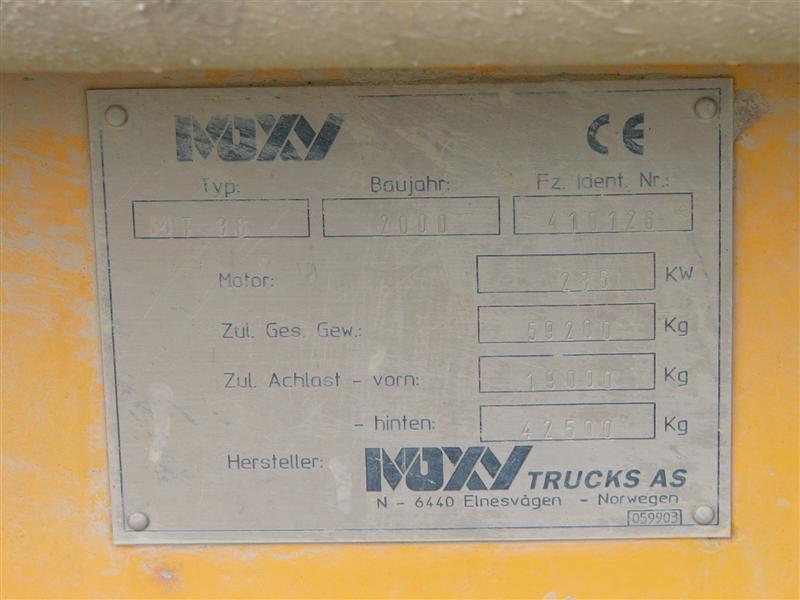 MOXY CE
Typ: Baujahr: Fz. Ident. Nr.:
MT 36 2000 410126
Motor: KW
Zul. Ges. Gew.: 59200 Kg
Zul. Achlast - vorn: 19000 Kg
- hinten: 42500 Kg
Hersteller: MOXY TRUCKS AS
N - 6440 Elnesvågen - Norwegen
059903